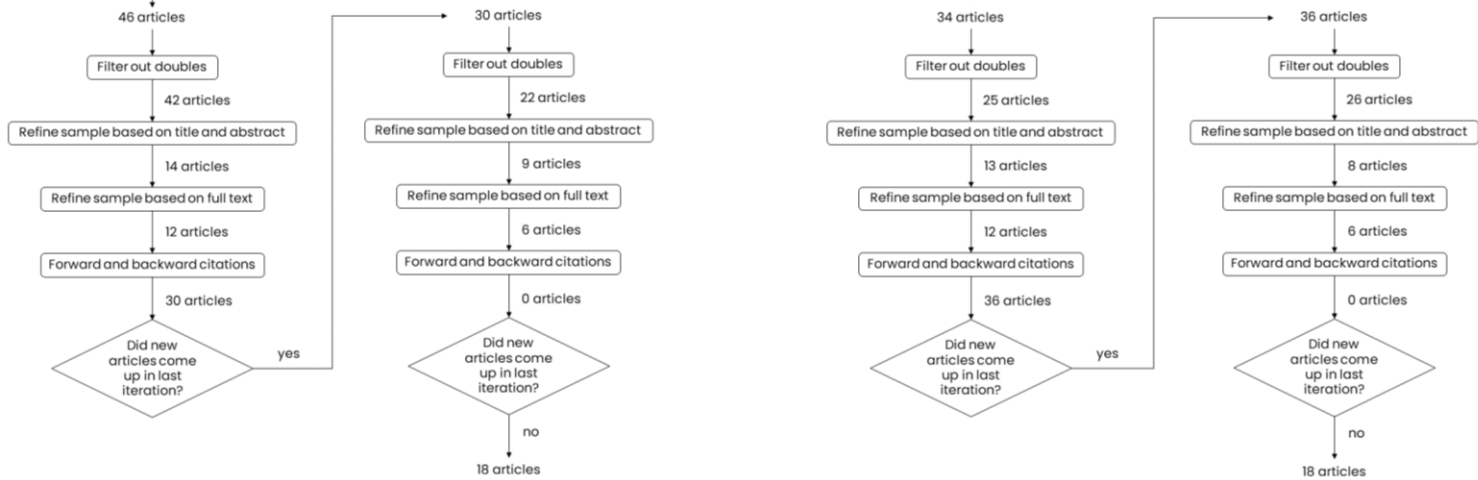 46 articles
Filter out doubles
42 articles
Refine sample based on title and abstract
14 articles
Refine sample based on full text
12 articles
Forward and backward citations
30 articles
Did new
articles come
up in last
iteration?
yes
30 articles
Filter out doubles
22 articles
Refine sample based on title and abstract
9 articles
Refine sample based on full text
6 articles
Forward and backward citations
0 articles
Did new
articles come
up in last
iteration?
no
18 articles
34 articles
Filter out doubles
25 articles
Refine sample based on title and abstract
13 articles
Refine sample based on full text
12 articles
Forward and backward citations
36 articles
Did new
articles come
up in last
iteration?
yes
36 articles
Filter out doubles
26 articles
Refine sample based on title and abstract
8 articles
Refine sample based on full text
6 articles
Forward and backward citations
0 articles
Did new
articles come
up in last
iteration?
no
18 articles